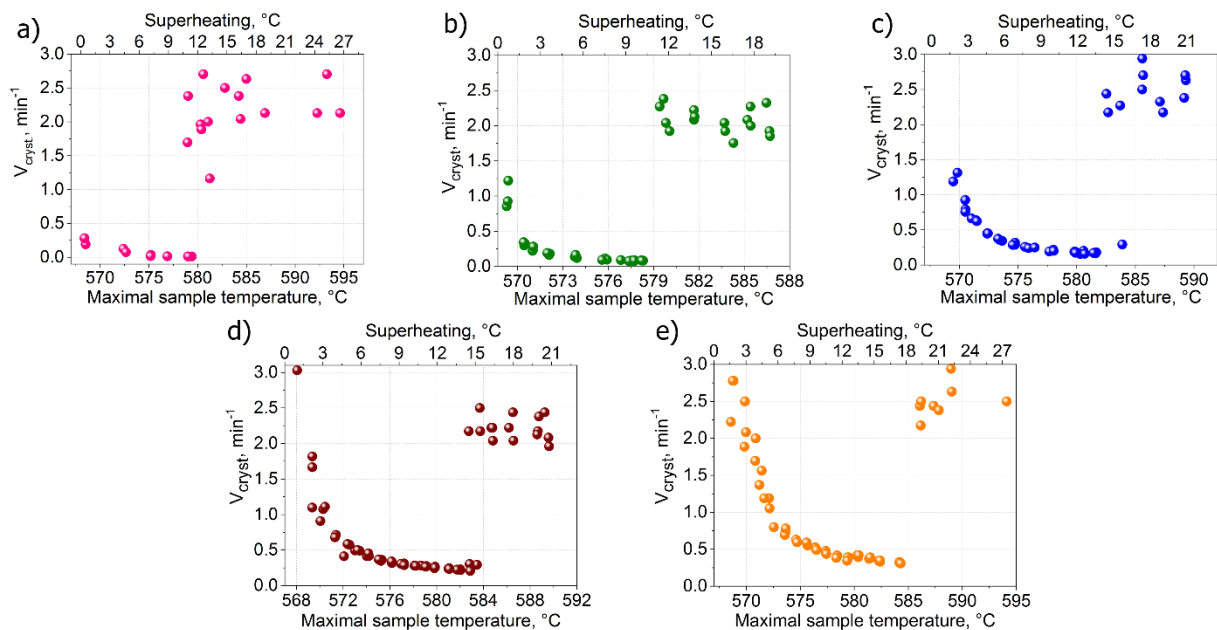 a)
Superheating, °C
0 3 6 9 12 15 18 21 24 27
3.0
2.5
2.0
1.5
1.0
0.5
0.0
V_cryst, min⁻¹
570 575 580 585 590 595
Maximal sample temperature, °C
b)
Superheating, °C
0 3 6 9 12 15 18
3.0
2.5
2.0
1.5
1.0
0.5
0.0
V_cryst, min⁻¹
570 573 576 579 582 585 588
Maximal sample temperature, °C
c)
Superheating, °C
0 3 6 9 12 15 18 21
3.0
2.5
2.0
1.5
1.0
0.5
0.0
V_cryst, min⁻¹
570 575 580 585 590
Maximal sample temperature, °C
d)
Superheating, °C
0 3 6 9 12 15 18 21
3.0
2.5
2.0
1.5
1.0
0.5
0.0
V_cryst, min⁻¹
568 572 576 580 584 588 592
Maximal sample temperature, °C
e)
Superheating, °C
0 3 6 9 12 15 18 21 24 27
3.0
2.5
2.0
1.5
1.0
0.5
0.0
V_cryst, min⁻¹
570 575 580 585 590 595
Maximal sample temperature, °C